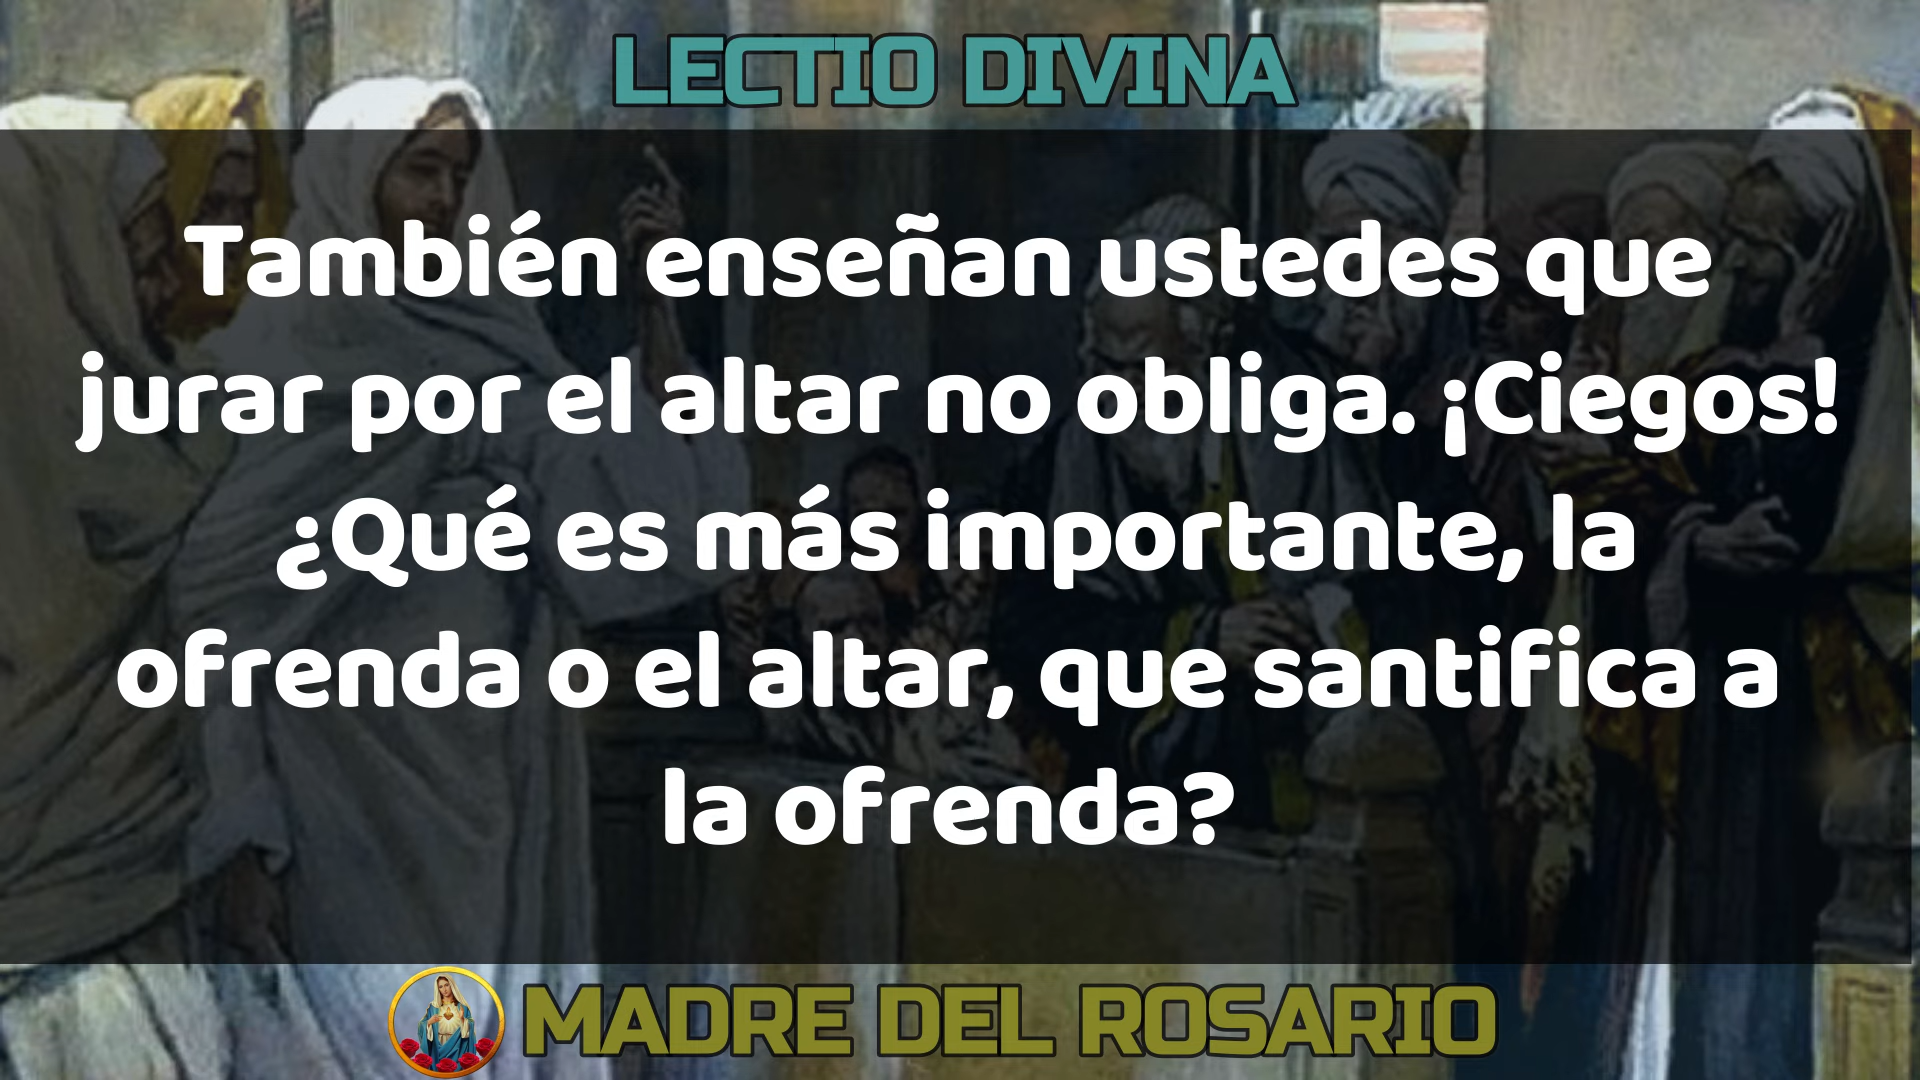 LECTIO DIVINA
También enseñan ustedes que
jurar por el altar no obliga. ¡Ciegos!
¿Qué es más importante, la
ofrenda o el altar, que santifica a
la ofrenda?
MADRE DEL ROSARIO